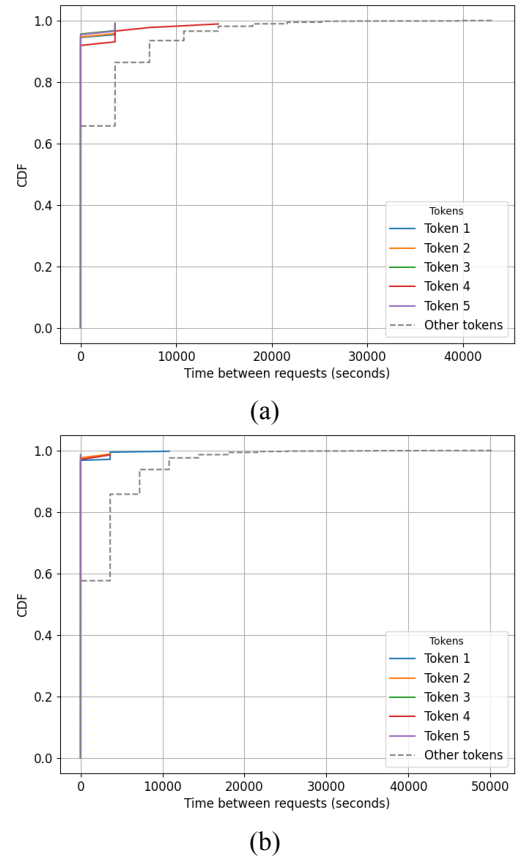 1.0
0.8
0.6
0.4
0.2
0.0
CDF
Tokens
Token 1
Token 2
Token 3
Token 4
Token 5
Other tokens
0 10000 20000 30000 40000
Time between requests (seconds)
(a)
1.0
0.8
0.6
0.4
0.2
0.0
CDF
Tokens
Token 1
Token 2
Token 3
Token 4
Token 5
Other tokens
0 10000 20000 30000 40000 50000
Time between requests (seconds)
(b)